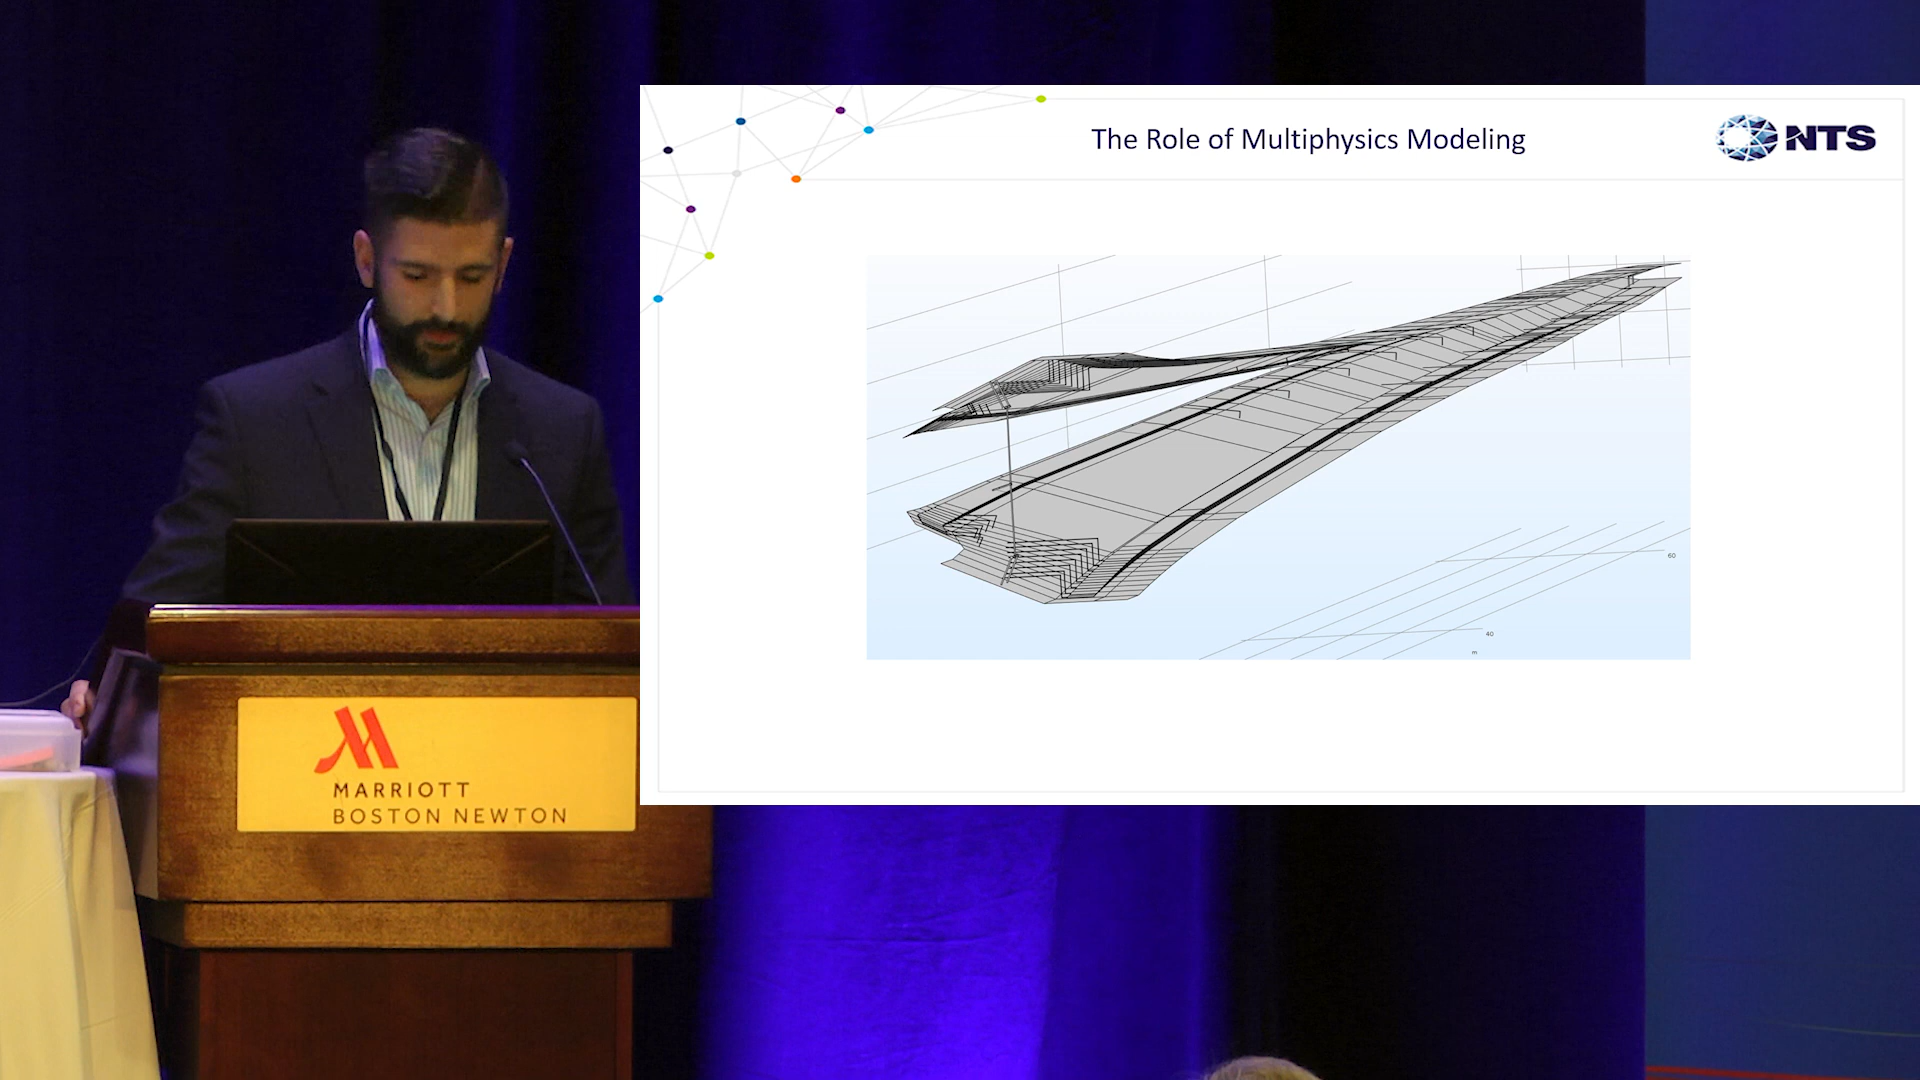 The Role of Multiphysics Modeling
NTS
60
40
m
MARRIOTT
BOSTON NEWTON